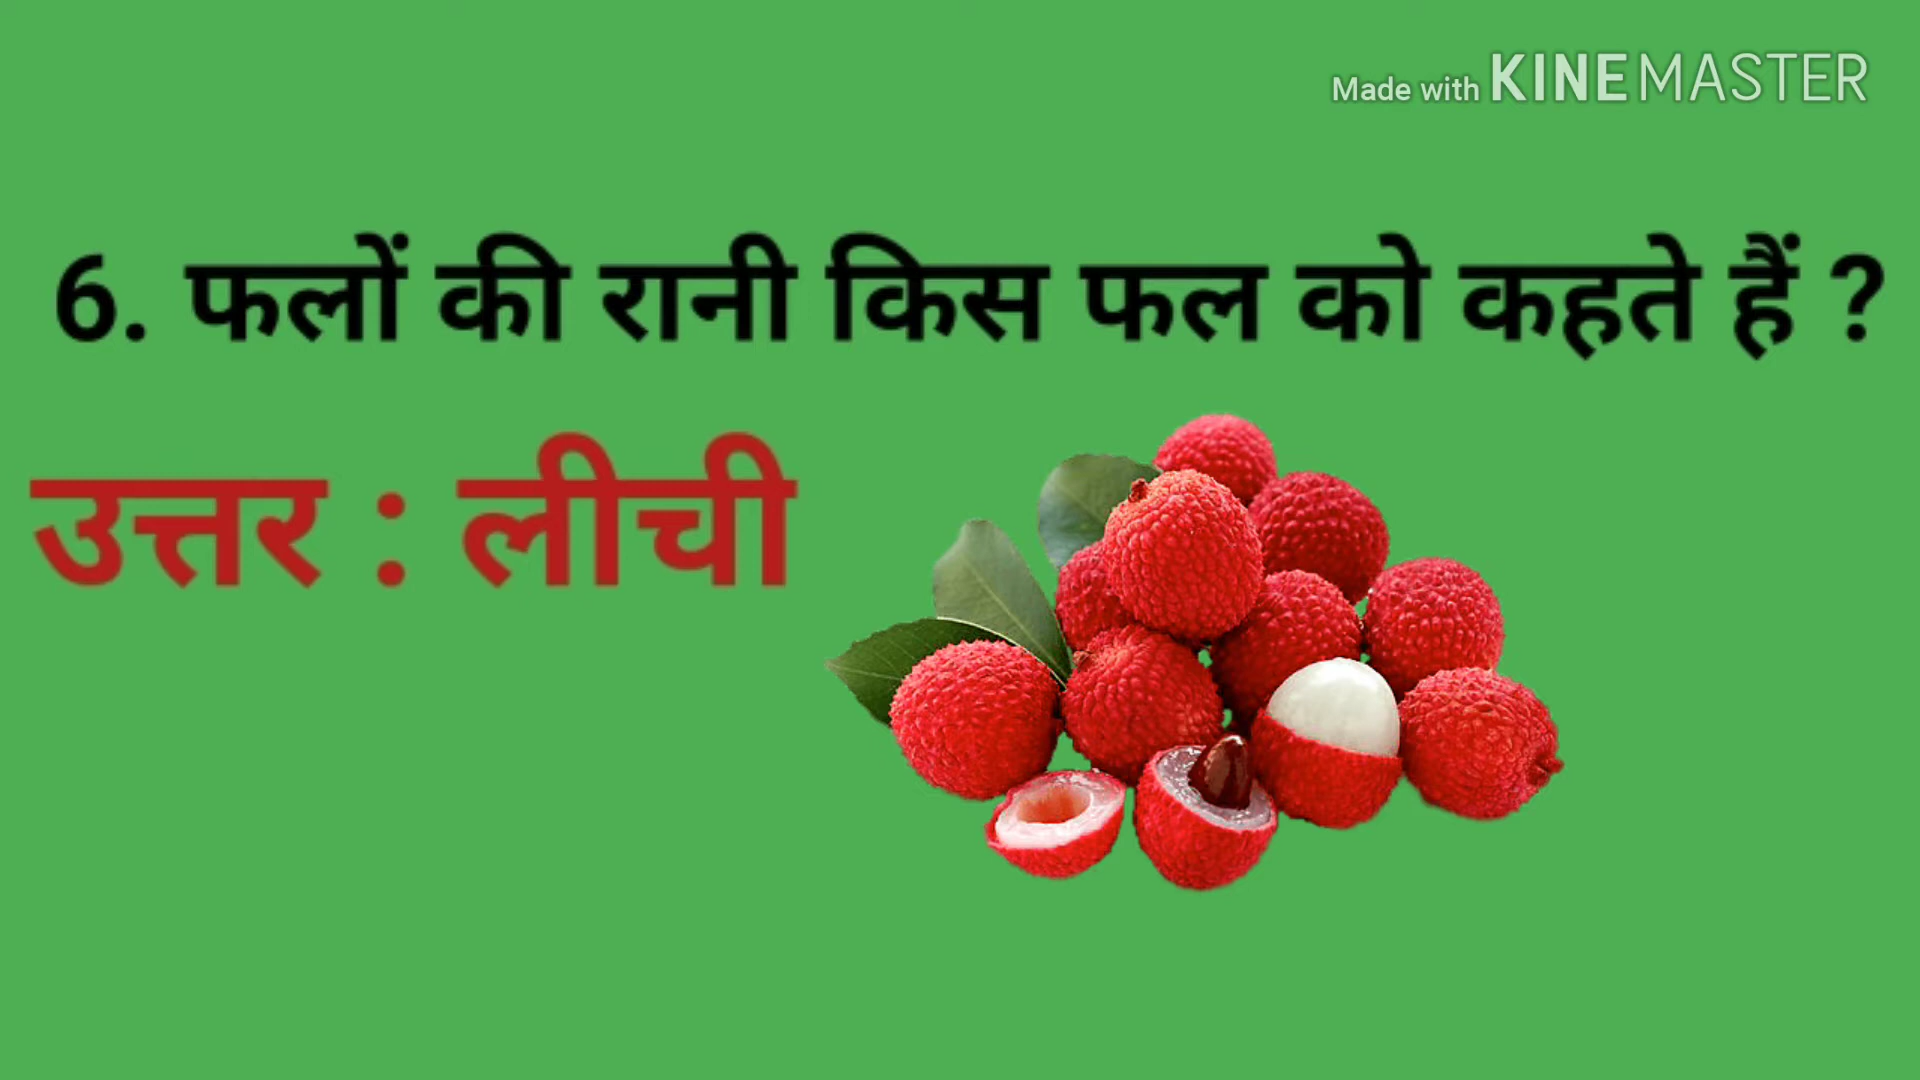 Made with KINEMASTER
6. फलों की रानी किस फल को कहते हैं ?
उत्तर : लीची